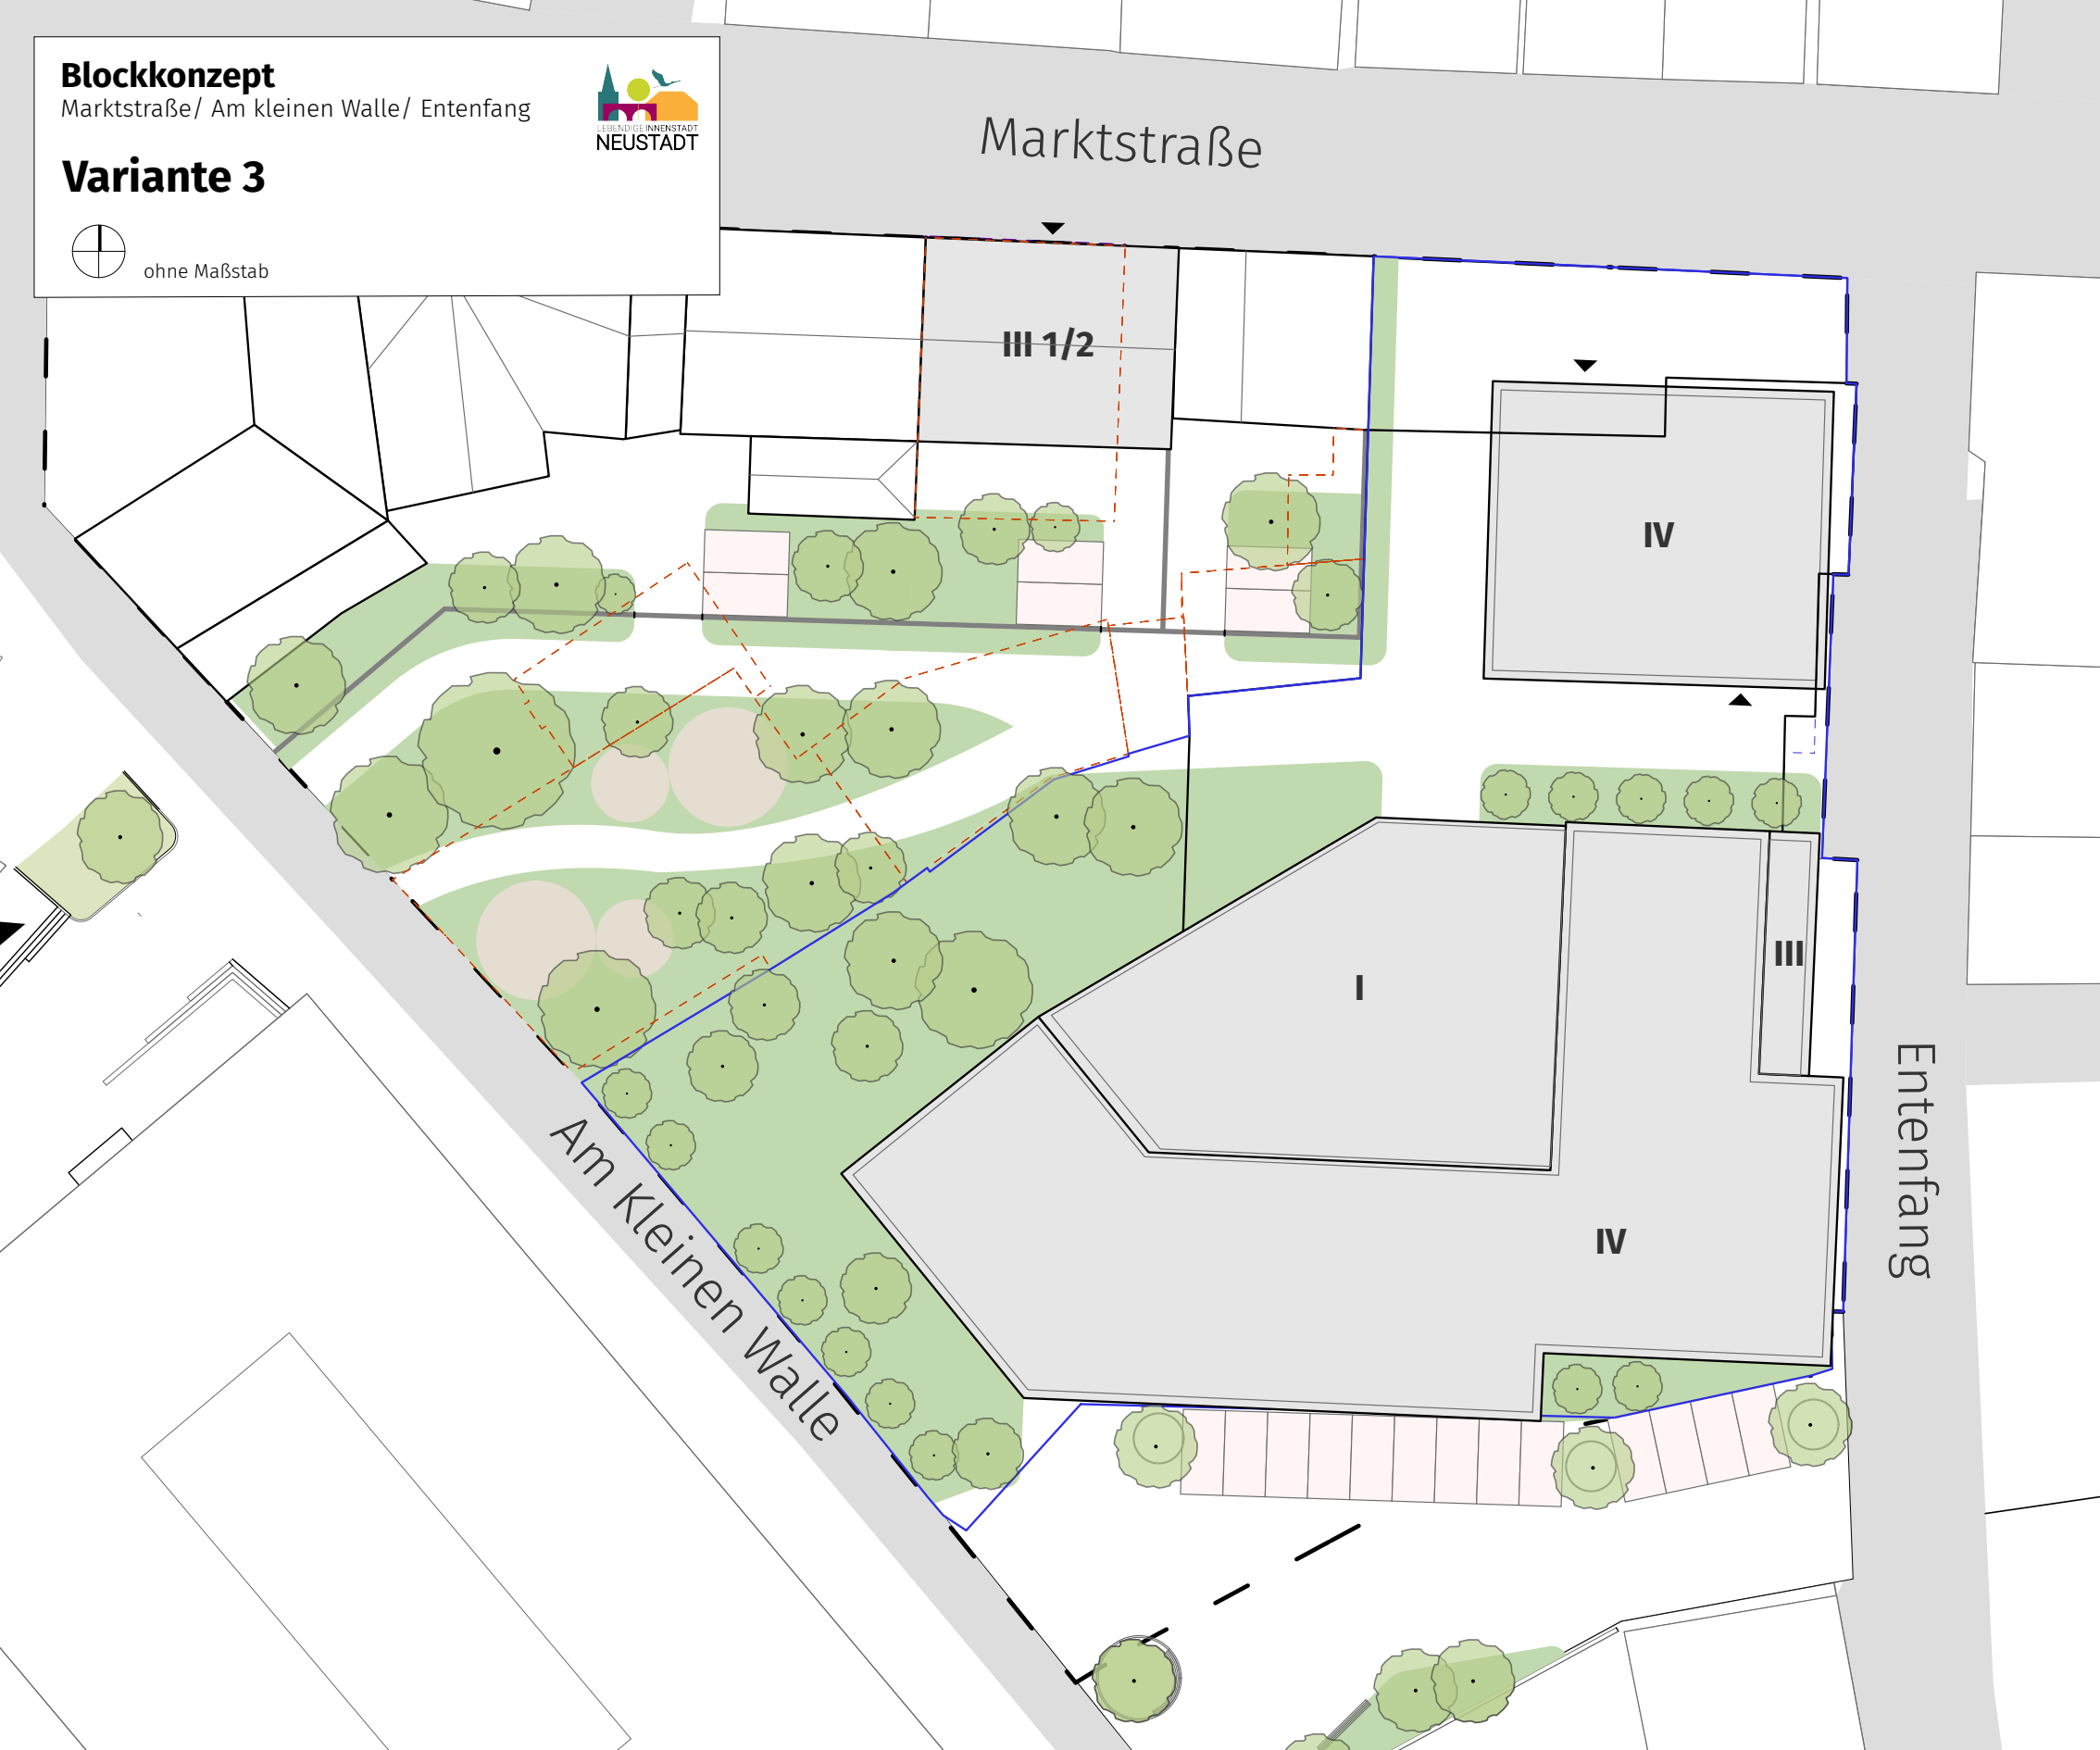 Blockkonzept
Marktstraße/ Am kleinen Walle/ Entenfang
LEBENDIGE INNENSTADT
NEUSTADT
Variante 3
ohne Maßstab
Marktstraße
III 1/2
IV
III
I
IV
Entenfang
Am Kleinen Walle